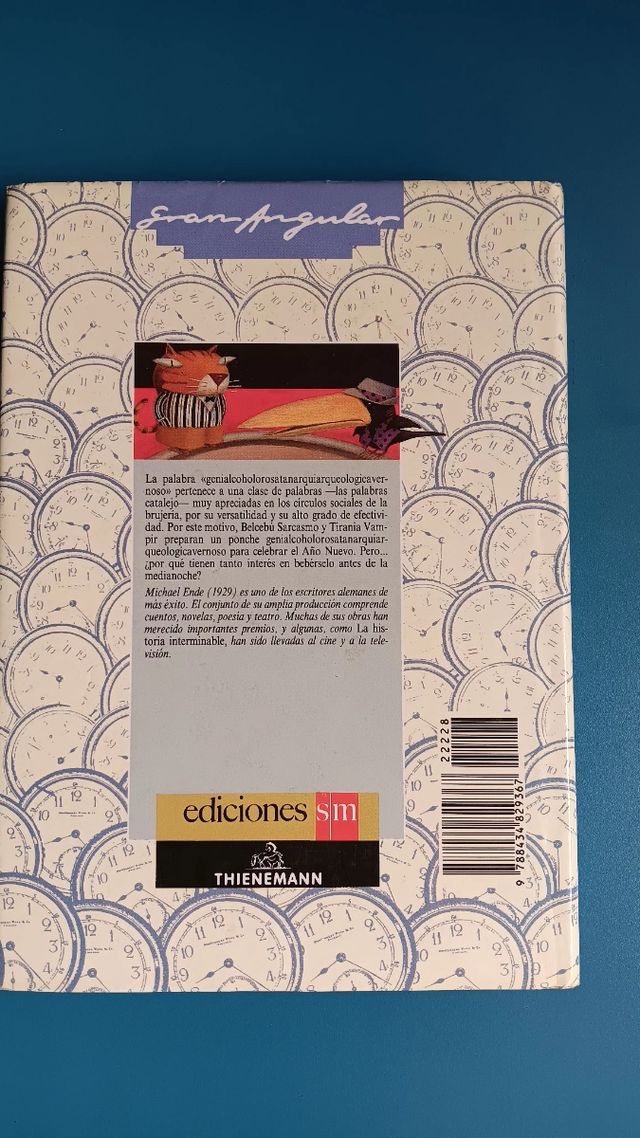 Gran Angular
La palabra «genialcoholorosatanarquiarqueologicaver-
noso» pertenece a una clase de palabras —las palabras
catalejo— muy apreciadas en los círculos sociales de la
brujería, por su versatilidad y su alto grado de efectivi-
dad. Por este motivo, Belcebú Sarcasmo y Tirania Vam-
pir preparan un ponche genialcoholorosatanarquiar-
queologicavernoso para celebrar el Año Nuevo. Pero...
¿por qué tienen tanto interés en bebérselo antes de la
medianoche?
Michael Ende (1929) es uno de los escritores alemanes de
más éxito. El conjunto de su amplia producción comprende
cuentos, novelas, poesía y teatro. Muchas de sus obras han
merecido importantes premios, y algunas, como La his-
toria interminable, han sido llevadas al cine y a la tele-
visión.
22228
9 788434 829367
ediciones sm
THIENEMANN